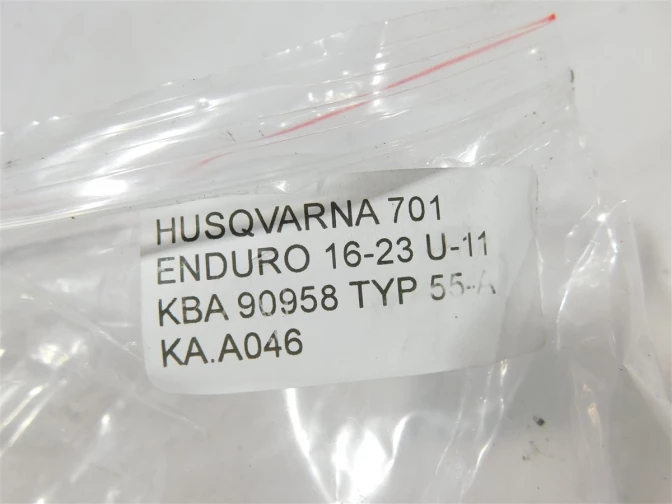 HUSQVARNA 701
ENDURO 16-23 U-11
KBA 90958 TYP 55-A
KA.A046